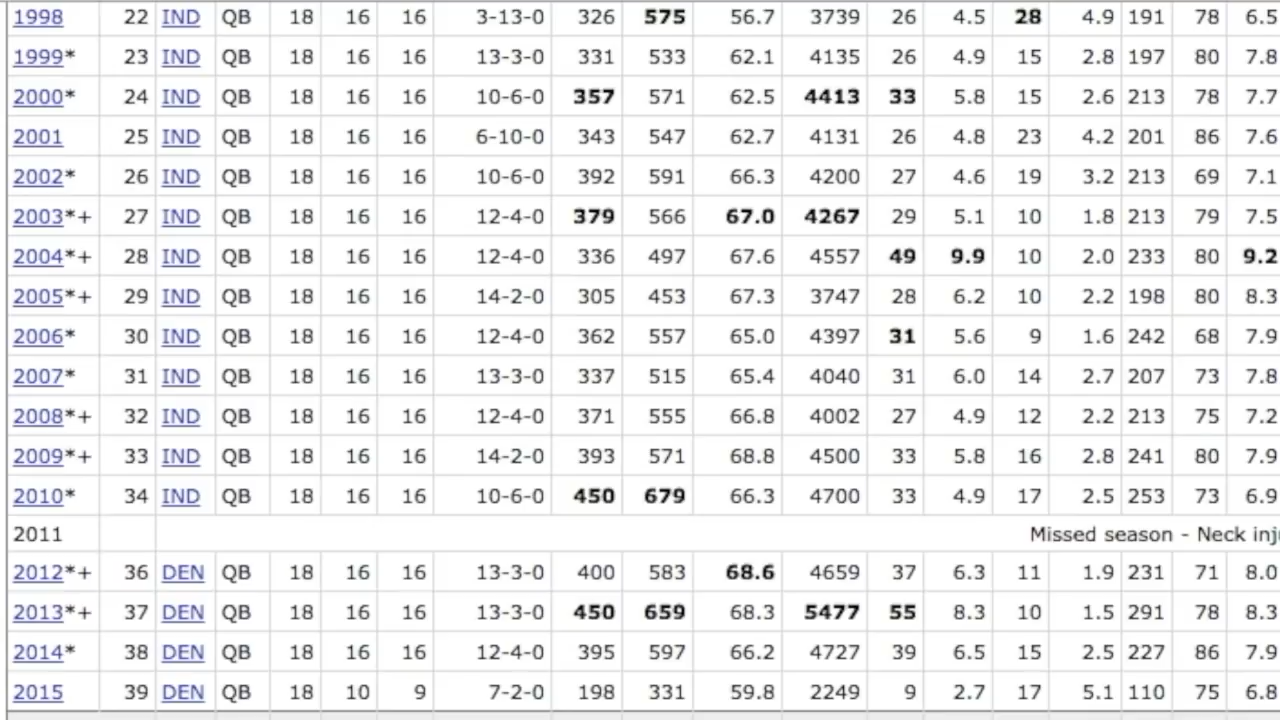 1998 22 IND QB 18 16 16 3-13-0 326 575 56.7 3739 26 4.5 28 4.9 191 78 6.5
1999* 23 IND QB 18 16 16 13-3-0 331 533 62.1 4135 26 4.9 15 2.8 197 80 7.8
2000* 24 IND QB 18 16 16 10-6-0 357 571 62.5 4413 33 5.8 15 2.6 213 78 7.7
2001 25 IND QB 18 16 16 6-10-0 343 547 62.7 4131 26 4.8 23 4.2 201 86 7.6
2002* 26 IND QB 18 16 16 10-6-0 392 591 66.3 4200 27 4.6 19 3.2 213 69 7.1
2003*+ 27 IND QB 18 16 16 12-4-0 379 566 67.0 4267 29 5.1 10 1.8 213 79 7.5
2004*+ 28 IND QB 18 16 16 12-4-0 336 497 67.6 4557 49 9.9 10 2.0 233 80 9.2
2005*+ 29 IND QB 18 16 16 14-2-0 305 453 67.3 3747 28 6.2 10 2.2 198 80 8.3
2006* 30 IND QB 18 16 16 12-4-0 362 557 65.0 4397 31 5.6 9 1.6 242 68 7.9
2007* 31 IND QB 18 16 16 13-3-0 337 515 65.4 4040 31 6.0 14 2.7 207 73 7.8
2008*+ 32 IND QB 18 16 16 12-4-0 371 555 66.8 4002 27 4.9 12 2.2 213 75 7.2
2009*+ 33 IND QB 18 16 16 14-2-0 393 571 68.8 4500 33 5.8 16 2.8 241 80 7.9
2010* 34 IND QB 18 16 16 10-6-0 450 679 66.3 4700 33 4.9 17 2.5 253 73 6.9
2011 Missed season - Neck inj
2012*+ 36 DEN QB 18 16 16 13-3-0 400 583 68.6 4659 37 6.3 11 1.9 231 71 8.0
2013*+ 37 DEN QB 18 16 16 13-3-0 450 659 68.3 5477 55 8.3 10 1.5 291 78 8.3
2014* 38 DEN QB 18 16 16 12-4-0 395 597 66.2 4727 39 6.5 15 2.5 227 86 7.9
2015 39 DEN QB 18 10 9 7-2-0 198 331 59.8 2249 9 2.7 17 5.1 110 75 6.8